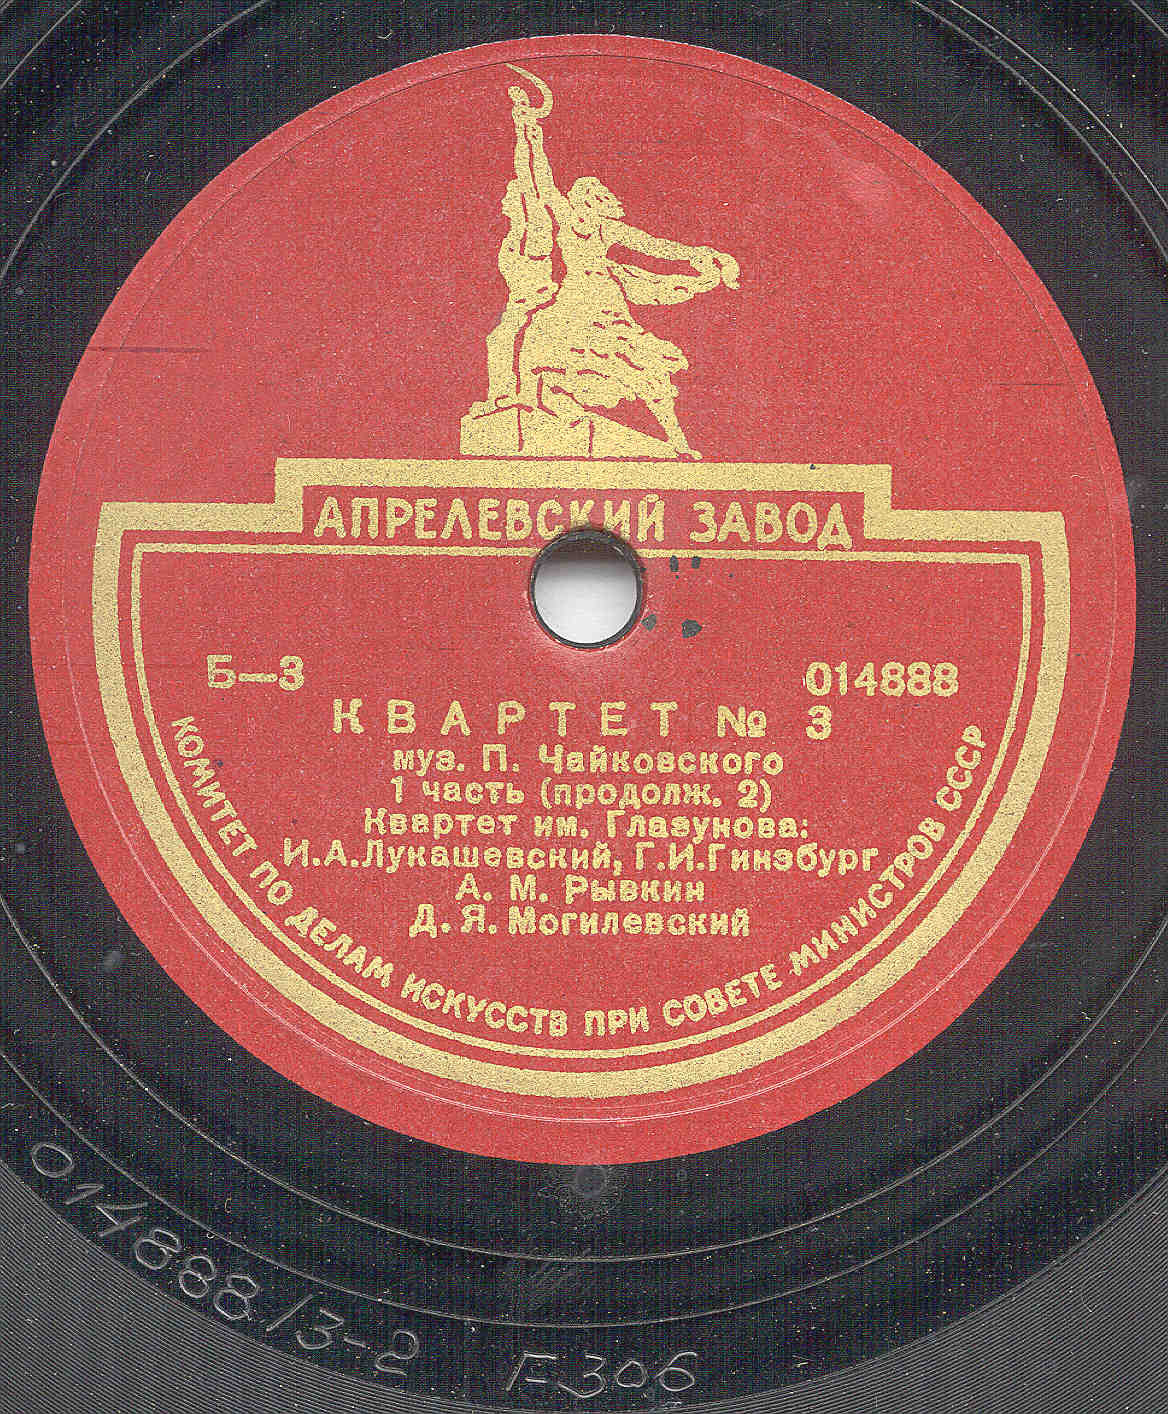 АПРЕЛЕВСКИЙ ЗАВОД
Б—3 014888
КВАРТЕТ № 3
муз. П. Чайковского
1 часть (продолж. 2)
Квартет им. Глазунова:
И.А.Лукашевский, Г.И.Гинзбург
А. М. Рывкин
Д. Я. Могилевский
КОМИТЕТ ПО ДЕЛАМ ИСКУССТВ ПРИ СОВЕТЕ МИНИСТРОВ СССР
014888/3-2 F306